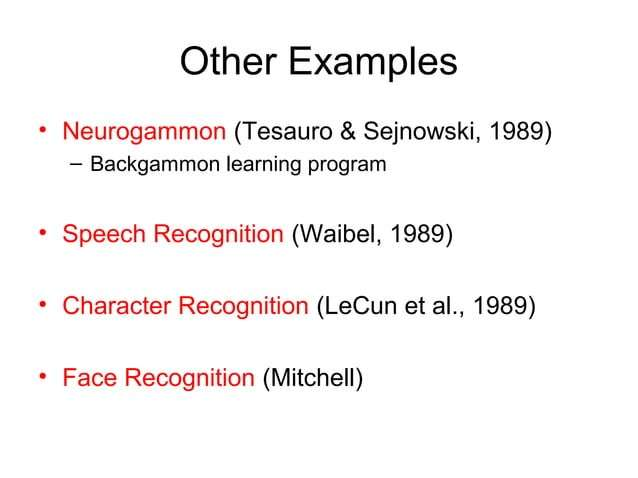 Other Examples
• Neurogammon (Tesauro & Sejnowski, 1989)
– Backgammon learning program
• Speech Recognition (Waibel, 1989)
• Character Recognition (LeCun et al., 1989)
• Face Recognition (Mitchell)